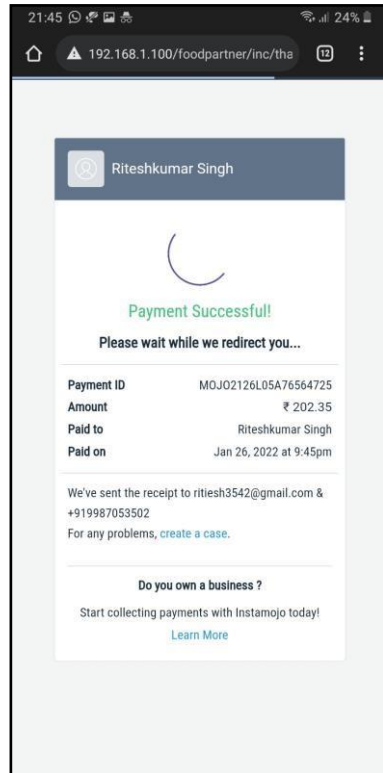 21:45 24%
192.168.1.100/foodpartner/inc/tha 12
Riteshkumar Singh
Payment Successful!
Please wait while we redirect you...
Payment ID MOJO2126L05A76564725
Amount ₹ 202.35
Paid to Riteshkumar Singh
Paid on Jan 26, 2022 at 9:45pm
We've sent the receipt to ritiesh3542@gmail.com &
+919987053502
For any problems, create a case.
Do you own a business ?
Start collecting payments with Instamojo today!
Learn More